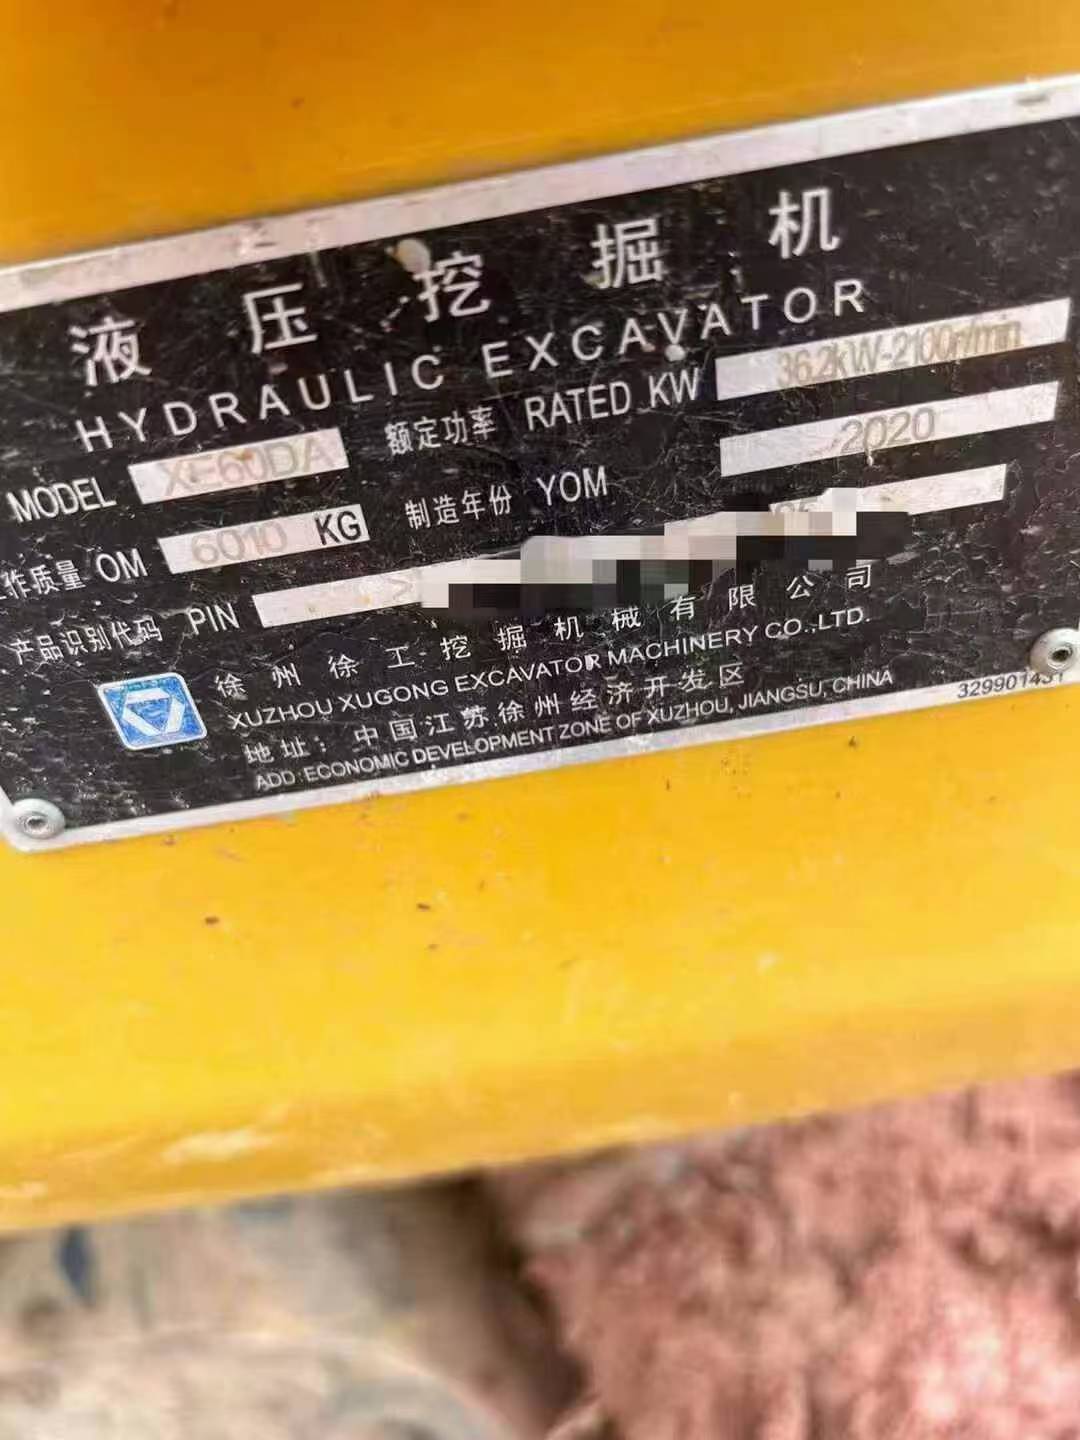 液压挖掘机
HYDRAULIC EXCAVATOR
MODEL XE60DA 额定功率 RATED KW 36.2kW-2100r/min
作质量 OM 6010 KG 制造年份 YOM 2020
产品识别代码 PIN
徐州徐工挖掘机械有限公司
XUZHOU XUGONG EXCAVATOR MACHINERY CO.,LTD.
地址：中国江苏徐州经济开发区
ADD:ECONOMIC DEVELOPMENT ZONE OF XUZHOU, JIANGSU, CHINA